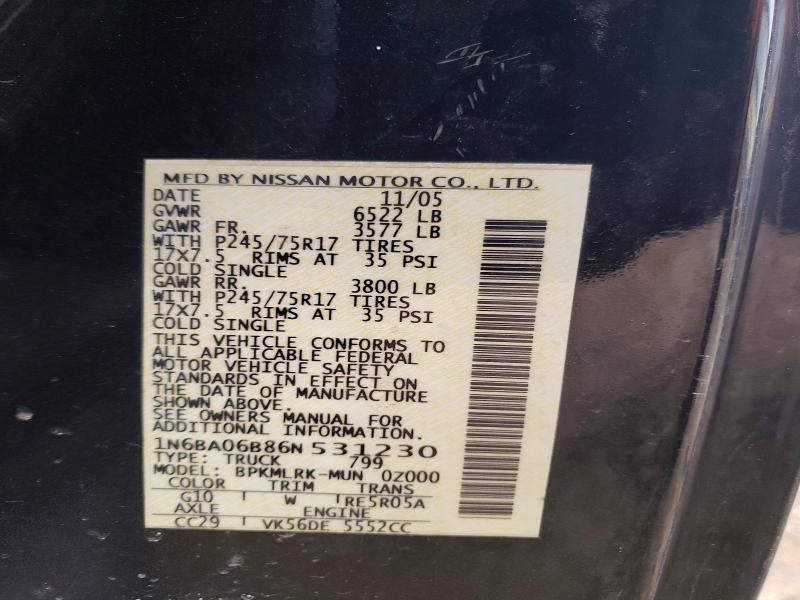 MFD BY NISSAN MOTOR CO., LTD.
DATE 11/05
GVWR 6522 LB
GAWR FR. 3577 LB
WITH P245/75R17 TIRES
17X7.5 RIMS AT 35 PSI
COLD SINGLE
GAWR RR. 3800 LB
WITH P245/75R17 TIRES
17X7.5 RIMS AT 35 PSI
COLD SINGLE
THIS VEHICLE CONFORMS TO
ALL APPLICABLE FEDERAL
MOTOR VEHICLE SAFETY
STANDARDS IN EFFECT ON
THE DATE OF MANUFACTURE
SHOWN ABOVE.
SEE OWNERS MANUAL FOR
ADDITIONAL INFORMATION.
1N6BA06B86N531230
TYPE: TRUCK 799
MODEL: BPKMLRK-MUN 0Z000
COLOR TRIM TRANS
G10 W RE5R05A
AXLE ENGINE
CC29 VK56DE 5552CC